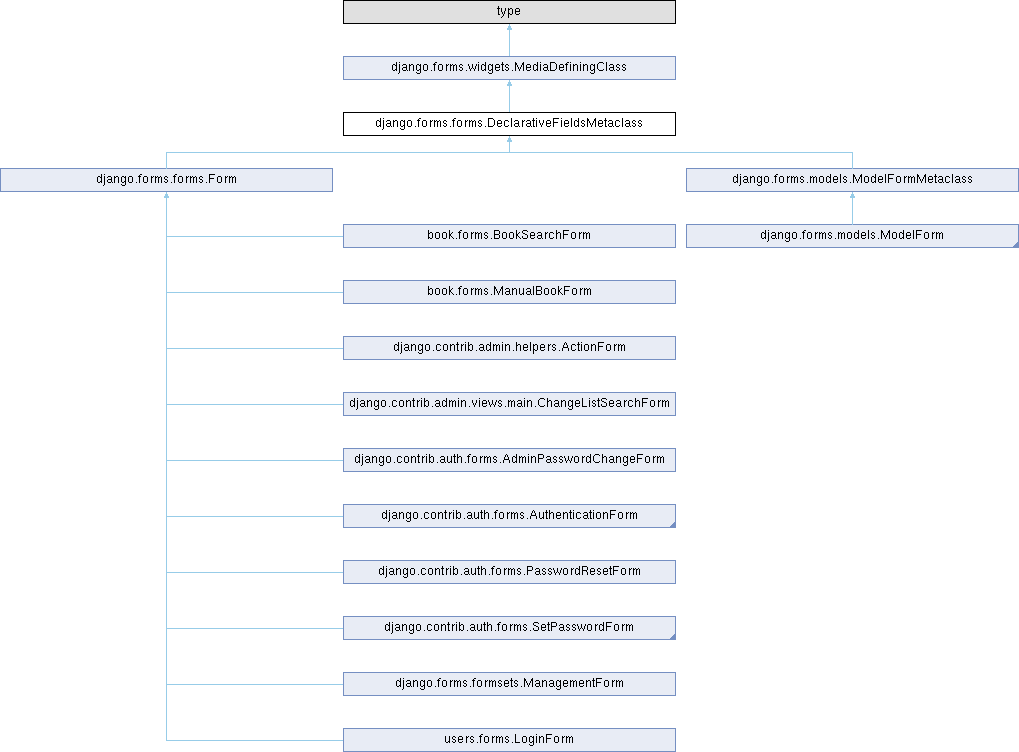 type
django.forms.widgets.MediaDefiningClass
django.forms.forms.DeclarativeFieldsMetaclass
django.forms.forms.Form
django.forms.models.ModelFormMetaclass
book.forms.BookSearchForm
django.forms.models.ModelForm
book.forms.ManualBookForm
django.contrib.admin.helpers.ActionForm
django.contrib.admin.views.main.ChangeListSearchForm
django.contrib.auth.forms.AdminPasswordChangeForm
django.contrib.auth.forms.AuthenticationForm
django.contrib.auth.forms.PasswordResetForm
django.contrib.auth.forms.SetPasswordForm
django.forms.formsets.ManagementForm
users.forms.LoginForm